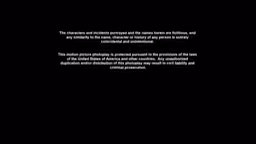 The characters and incidents portrayed and the names herein are fictitious, and
any similarity to the name, character or history of any person is entirely
coincidental and unintentional.
This motion picture photoplay is protected pursuant to the provisions of the laws
of the United States of America and other countries. Any unauthorized
duplication and/or distribution of this photoplay may result in civil liability and
criminal prosecution.